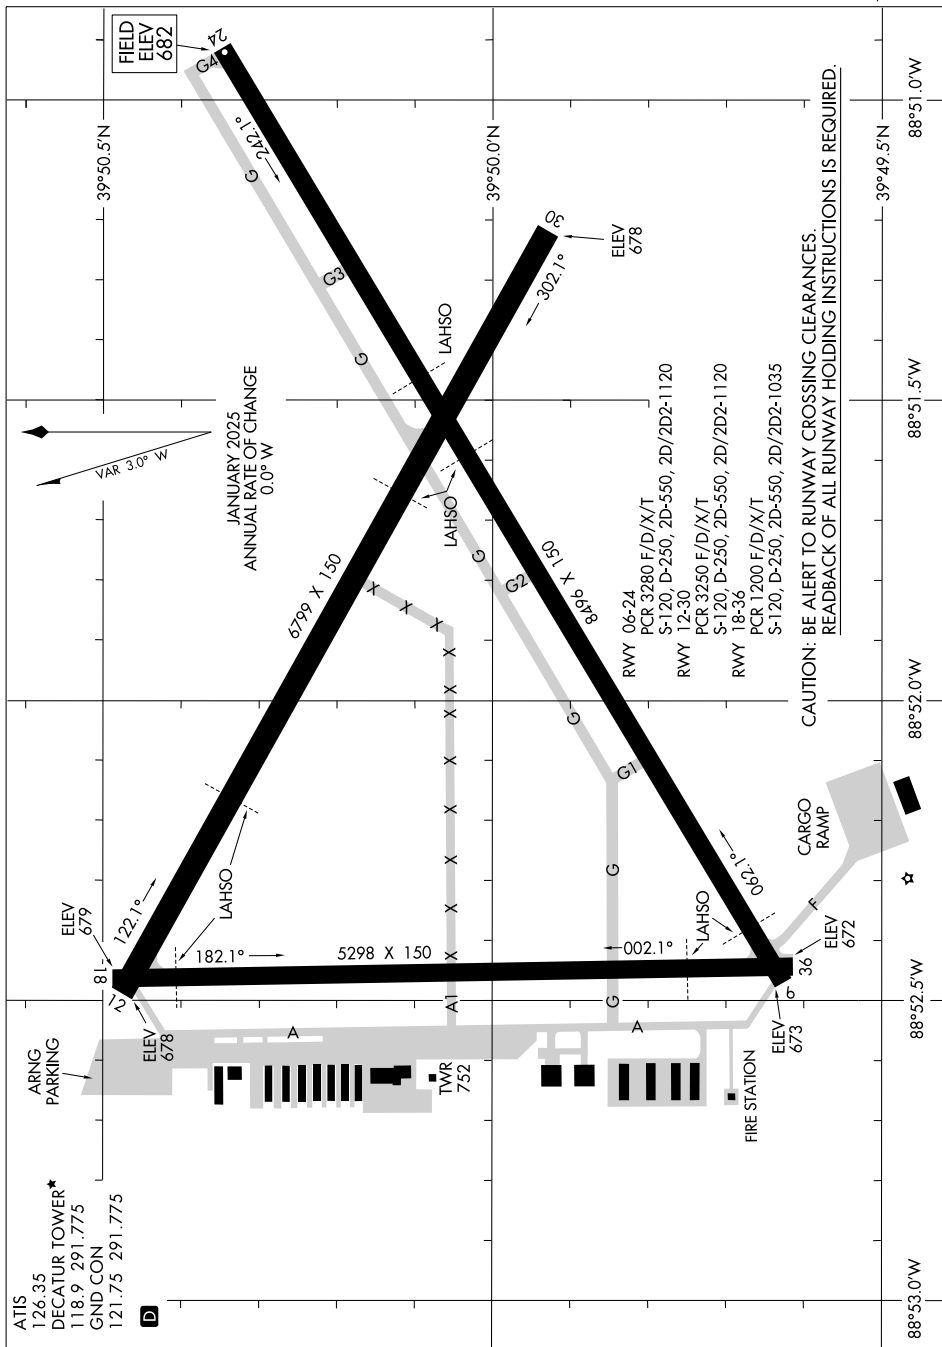 ATIS
126.35
DECATUR TOWER★
118.9 291.775
GND CON
121.75 291.775
D
ARNG
PARKING
ELEV
679
ELEV
678
18
12
122.1°
LAHSO
182.1°
5298 X 150
002.1°
LAHSO
A
A1
TWR
752
A
G
FIRE STATION
ELEV
673
6
36
ELEV
672
F
CARGO
RAMP
062.1°
G
G1
G
X
X
X
X
X
X
X
X
X
X
X
6799 X 150
8496 X 150
G2
G
LAHSO
LAHSO
G
G3
G
242.1°
G4
24
FIELD
ELEV
682
302.1°
30
ELEV
678
VAR 3.0° W
JANUARY 2025
ANNUAL RATE OF CHANGE
0.0° W
RWY 06-24
PCR 3280 F/D/X/T
S-120, D-250, 2D-550, 2D/2D2-1120
RWY 12-30
PCR 3250 F/D/X/T
S-120, D-250, 2D-550, 2D/2D2-1120
RWY 18-36
PCR 1200 F/D/X/T
S-120, D-250, 2D-550, 2D/2D2-1035
CAUTION: BE ALERT TO RUNWAY CROSSING CLEARANCES.
READBACK OF ALL RUNWAY HOLDING INSTRUCTIONS IS REQUIRED.
39°50.5'N
39°50.0'N
39°49.5'N
88°53.0'W
88°52.5'W
88°52.0'W
88°51.5'W
88°51.0'W